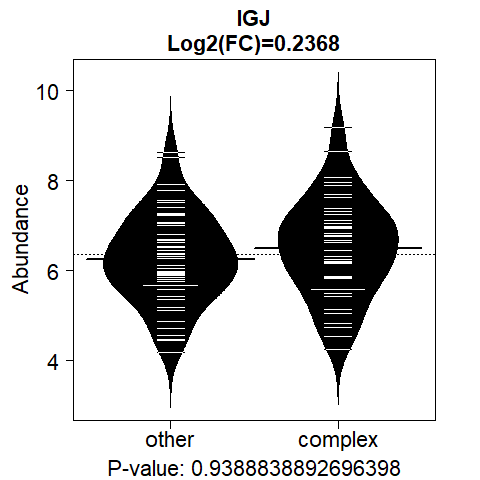 IGJ
Log2(FC)=0.2368
10
8
6
4
Abundance
other complex
P-value: 0.9388838892696398